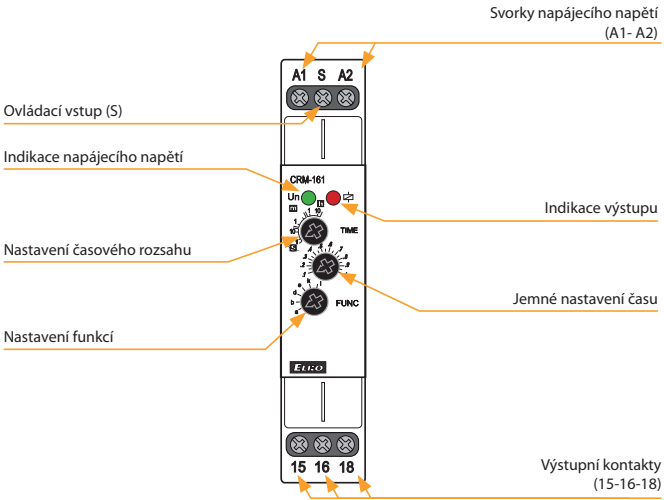 Svorky napájecího napětí
(A1- A2)
A1 S A2
Ovládací vstup (S)
Indikace napájecího napětí
CRM-161
Un
Indikace výstupu
TIME
Nastavení časového rozsahu
Jemné nastavení času
FUNC
Nastavení funkcí
ELKO
15 16 18
Výstupní kontakty
(15-16-18)